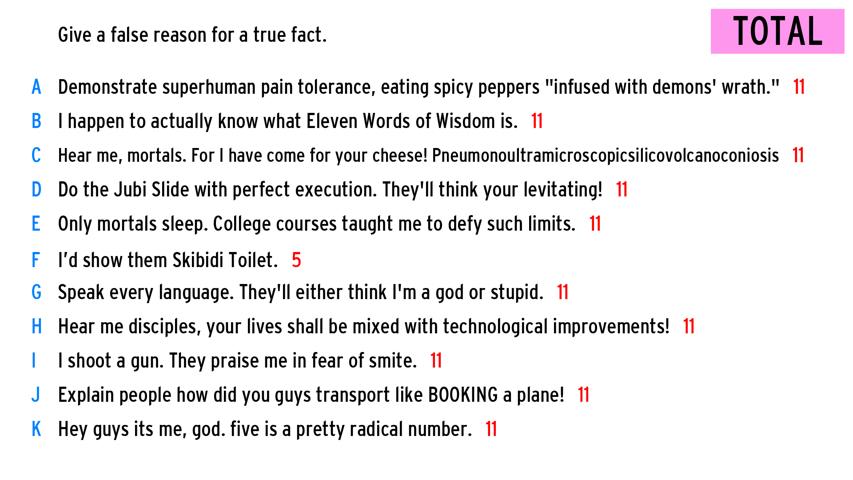 Give a false reason for a true fact.
TOTAL
A Demonstrate superhuman pain tolerance, eating spicy peppers "infused with demons' wrath." 11
B I happen to actually know what Eleven Words of Wisdom is. 11
C Hear me, mortals. For I have come for your cheese! Pneumonoultramicroscopicsilicovolcanoconiosis 11
D Do the Jubi Slide with perfect execution. They'll think your levitating! 11
E Only mortals sleep. College courses taught me to defy such limits. 11
F I'd show them Skibidi Toilet. 5
G Speak every language. They'll either think I'm a god or stupid. 11
H Hear me disciples, your lives shall be mixed with technological improvements! 11
I I shoot a gun. They praise me in fear of smite. 11
J Explain people how did you guys transport like BOOKING a plane! 11
K Hey guys its me, god. five is a pretty radical number. 11